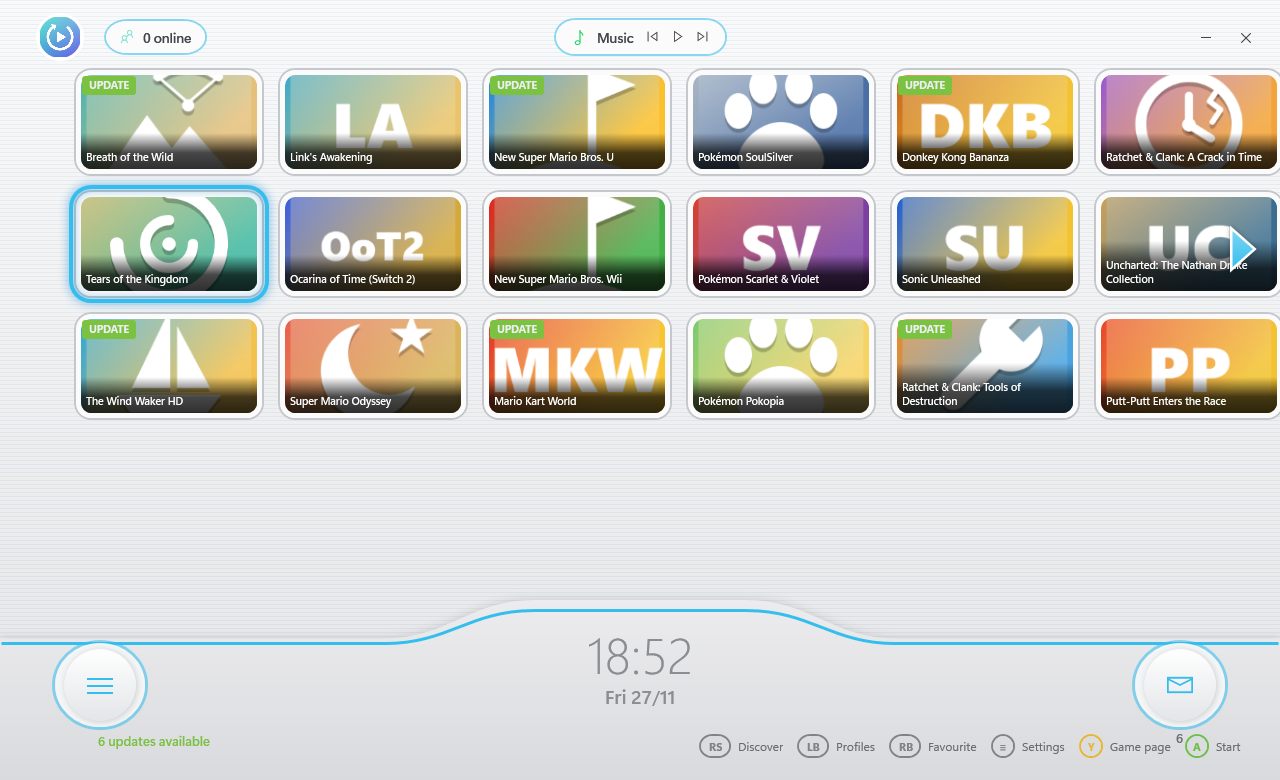 0 online
Music
UPDATE
Breath of the Wild
LA
Link's Awakening
UPDATE
New Super Mario Bros. U
Pokémon SoulSilver
UPDATE
DKB
Donkey Kong Bananza
Ratchet & Clank: A Crack in Time
Tears of the Kingdom
OoT2
Ocarina of Time (Switch 2)
New Super Mario Bros. Wii
SV
Pokémon Scarlet & Violet
SU
Sonic Unleashed
UC
Uncharted: The Nathan Drake
Collection
UPDATE
The Wind Waker HD
Super Mario Odyssey
UPDATE
MKW
Mario Kart World
Pokémon Pokopia
UPDATE
Ratchet & Clank: Tools of
Destruction
PP
Putt-Putt Enters the Race
18:52
Fri 27/11
6 updates available
6
RS Discover LB Profiles RB Favourite Settings Y Game page A Start